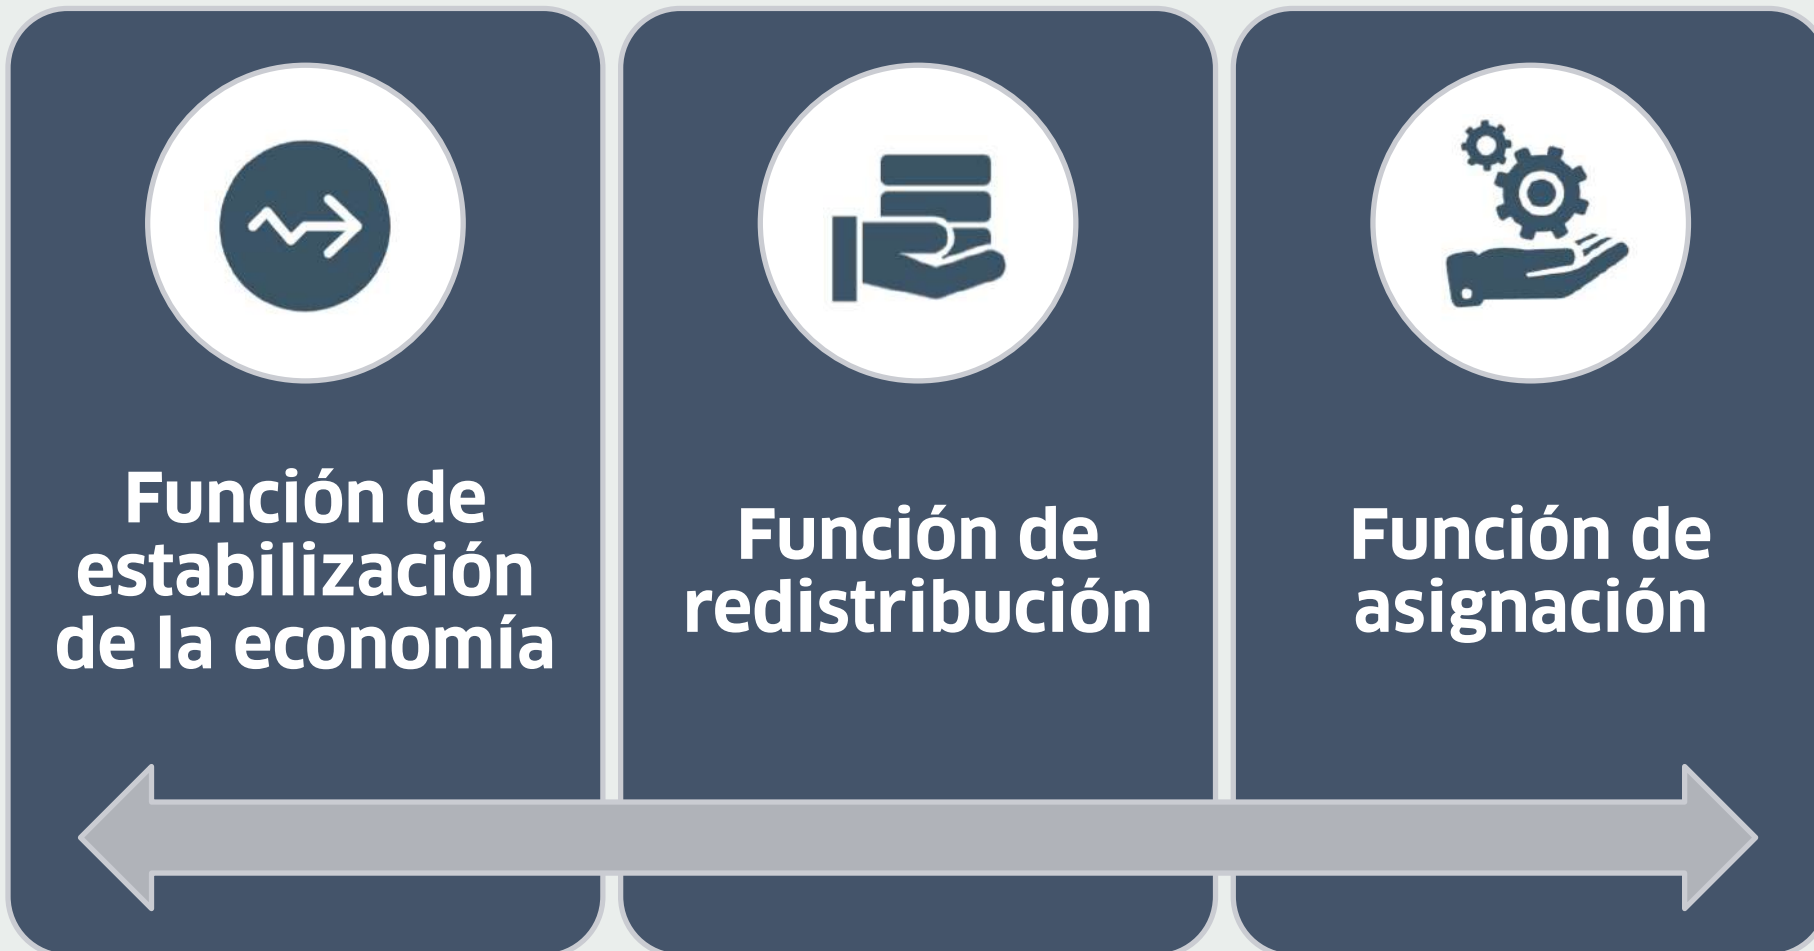 Función de
estabilización
de la economía
Función de
redistribución
Función de
asignación